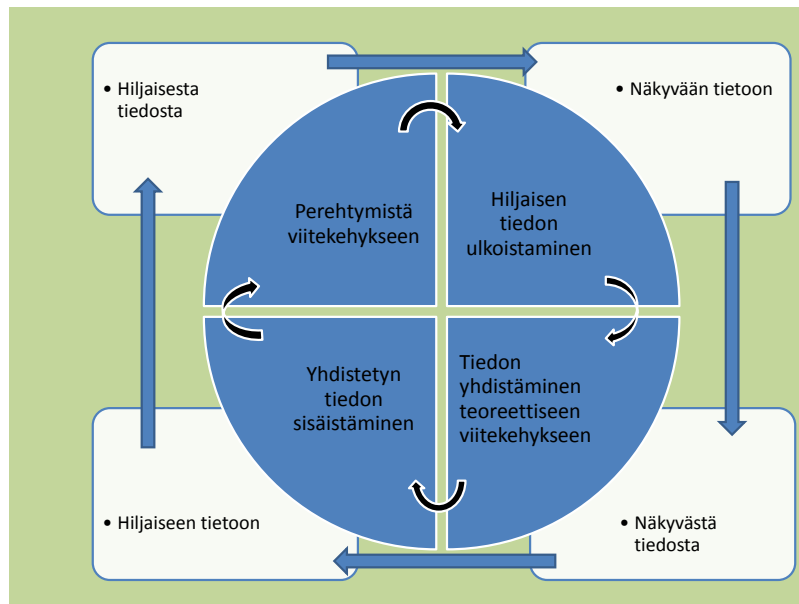 • Hiljaisesta
tiedosta
• Näkyvään tietoon
Perehtymistä
viitekehykseen
Hiljaisen
tiedon
ulkoistaminen
Yhdistetyn
tiedon
sisäistäminen
Tiedon
yhdistäminen
teoreettiseen
viitekehykseen
• Hiljaiseen tietoon
• Näkyvästä
tiedosta